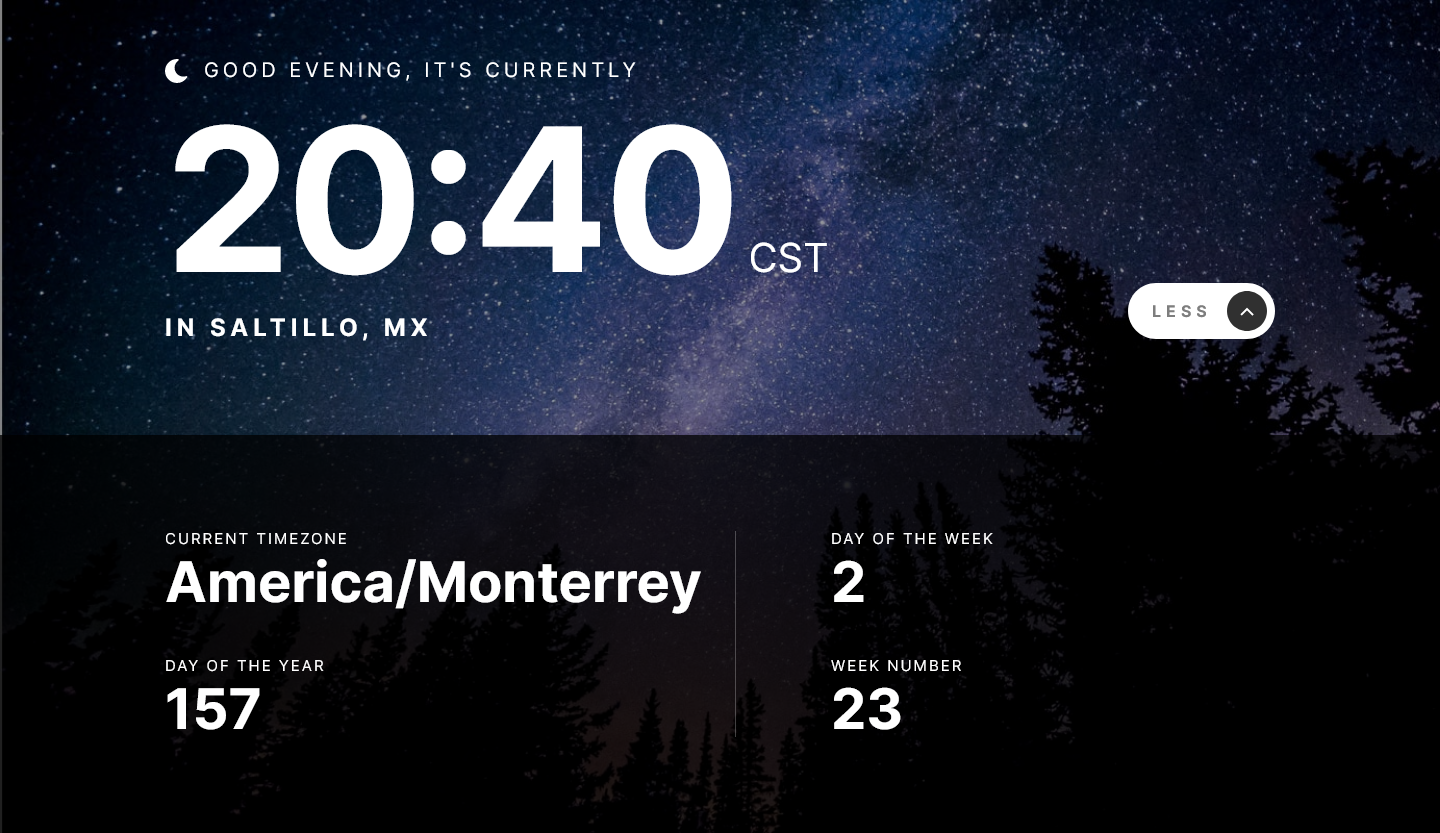 GOOD EVENING, IT'S CURRENTLY
20:40 CST
IN SALTILLO, MX
LESS
CURRENT TIMEZONE
America/Monterrey
DAY OF THE YEAR
157
DAY OF THE WEEK
2
WEEK NUMBER
23